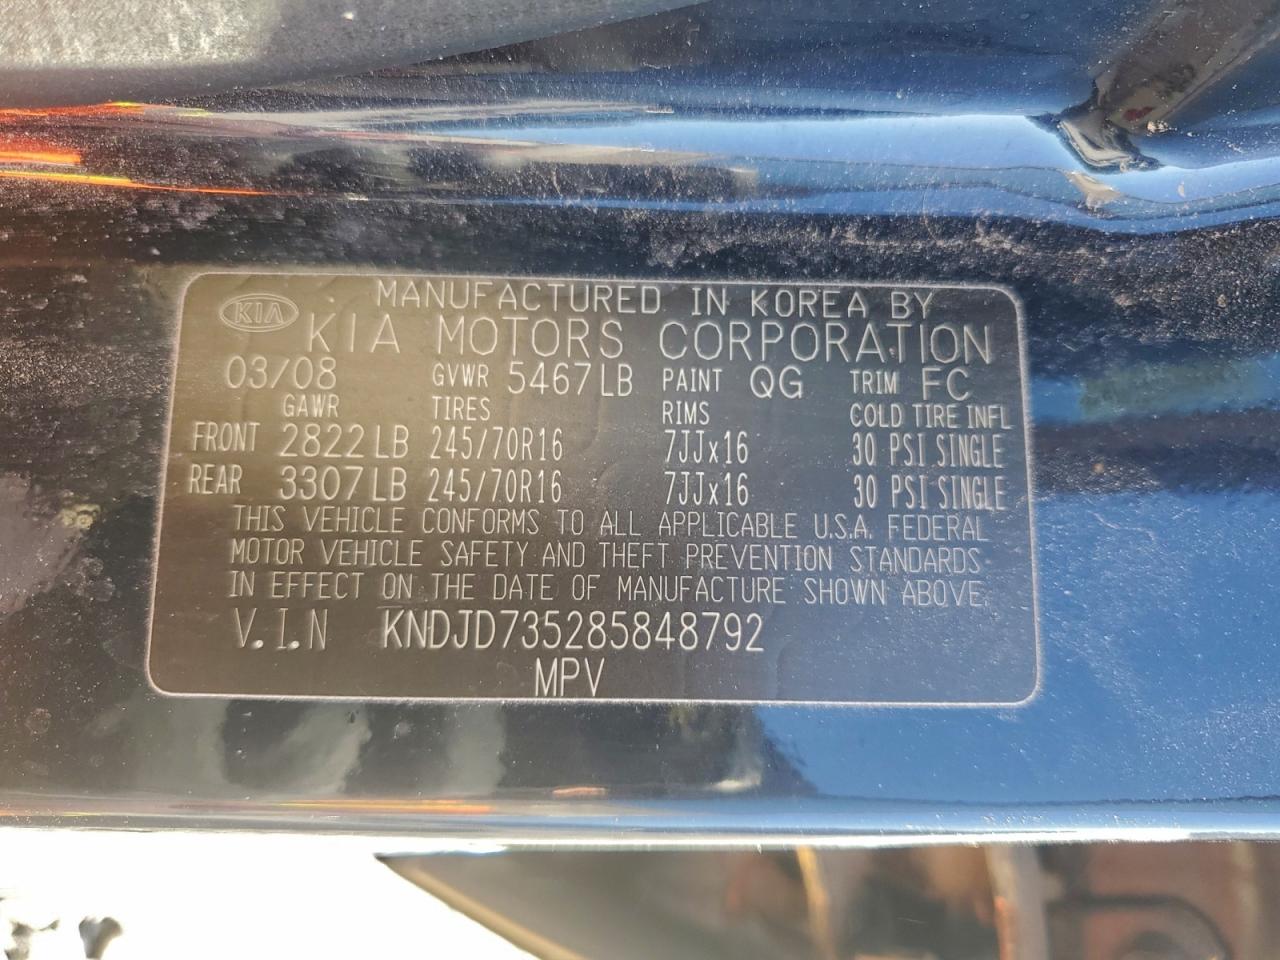 MANUFACTURED IN KOREA BY
KIA KIA MOTORS CORPORATION
03/08 GVWR 5467LB PAINT QG TRIM FC
GAWR TIRES RIMS COLD TIRE INFL
FRONT 2822LB 245/70R16 7JJx16 30 PSI SINGLE
REAR 3307LB 245/70R16 7JJx16 30 PSI SINGLE
THIS VEHICLE CONFORMS TO ALL APPLICABLE U.S.A. FEDERAL
MOTOR VEHICLE SAFETY AND THEFT PREVENTION STANDARDS
IN EFFECT ON THE DATE OF MANUFACTURE SHOWN ABOVE.
V.I.N KNDJD735285848792
MPV